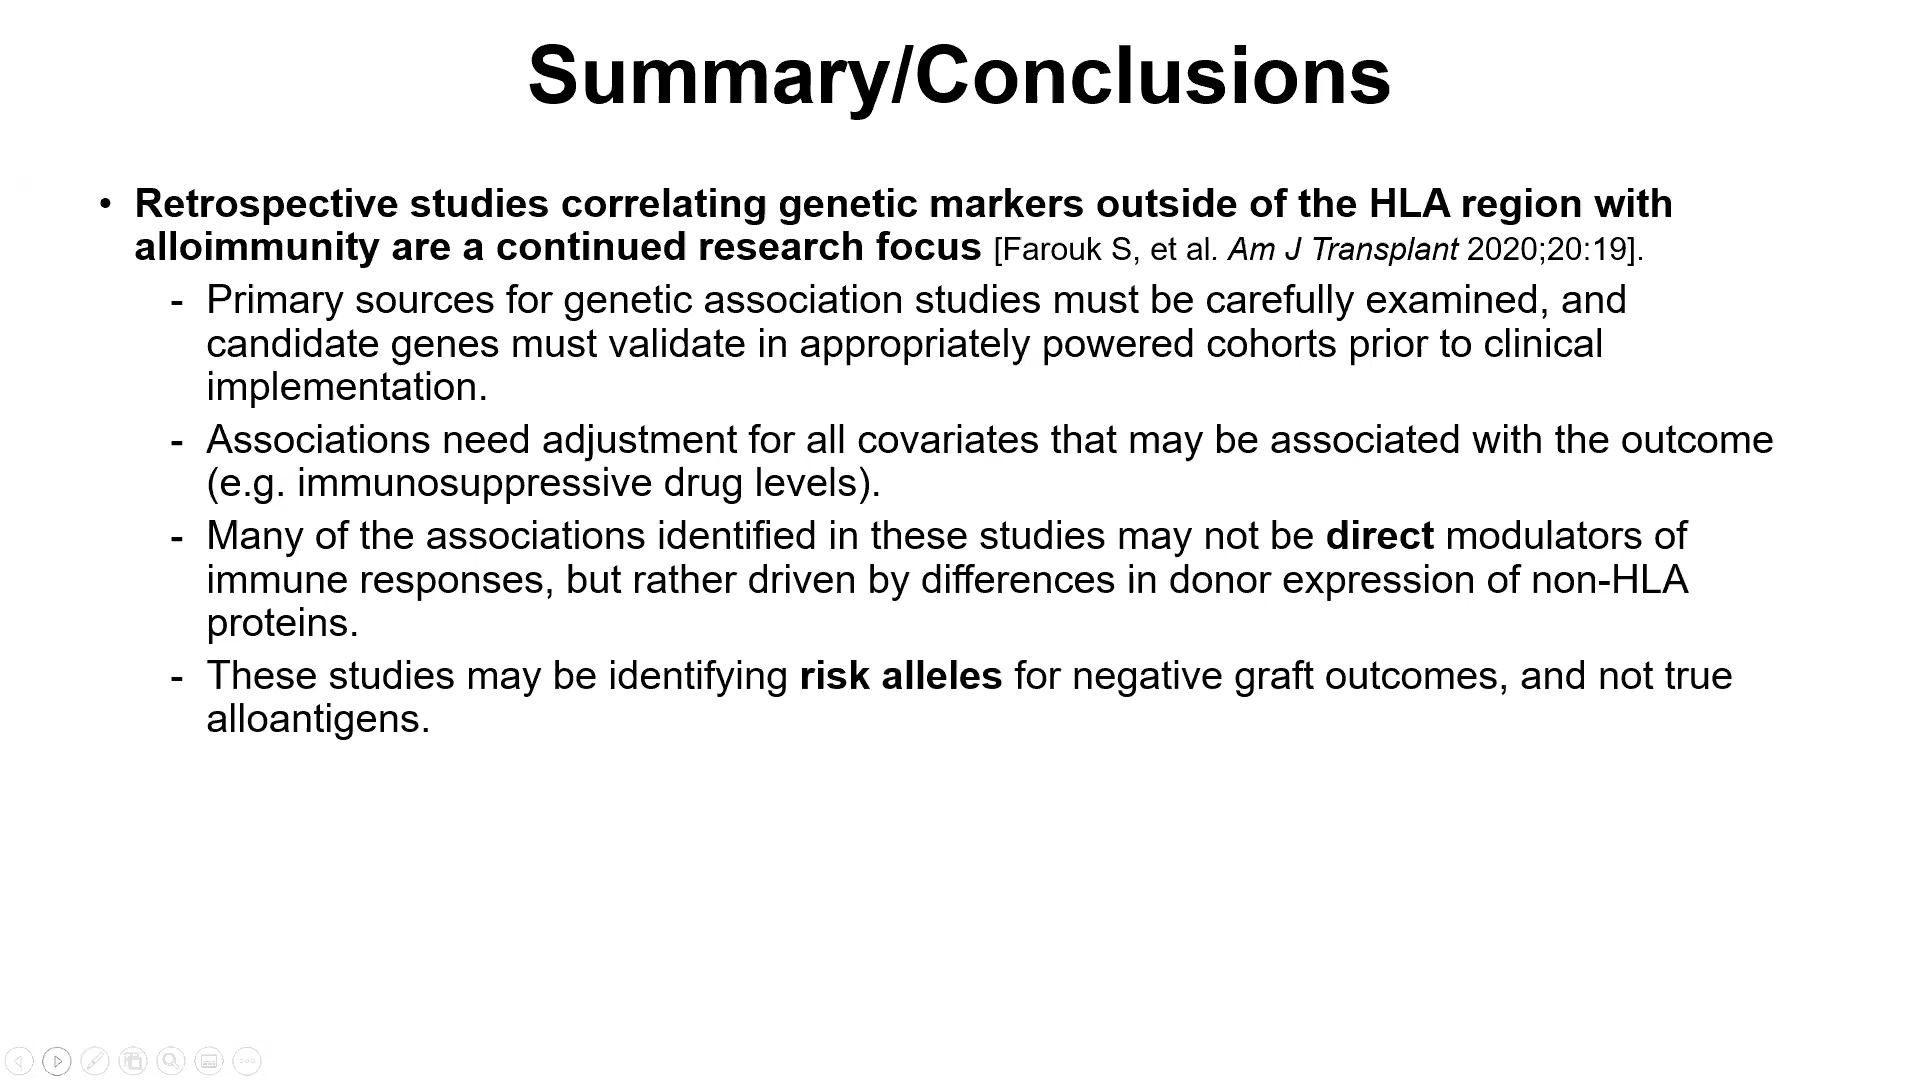 Summary/Conclusions
• Retrospective studies correlating genetic markers outside of the HLA region with
alloimmunity are a continued research focus [Farouk S, et al. Am J Transplant 2020;20:19].
- Primary sources for genetic association studies must be carefully examined, and
candidate genes must validate in appropriately powered cohorts prior to clinical
implementation.
- Associations need adjustment for all covariates that may be associated with the outcome
(e.g. immunosuppressive drug levels).
- Many of the associations identified in these studies may not be direct modulators of
immune responses, but rather driven by differences in donor expression of non-HLA
proteins.
- These studies may be identifying risk alleles for negative graft outcomes, and not true
alloantigens.